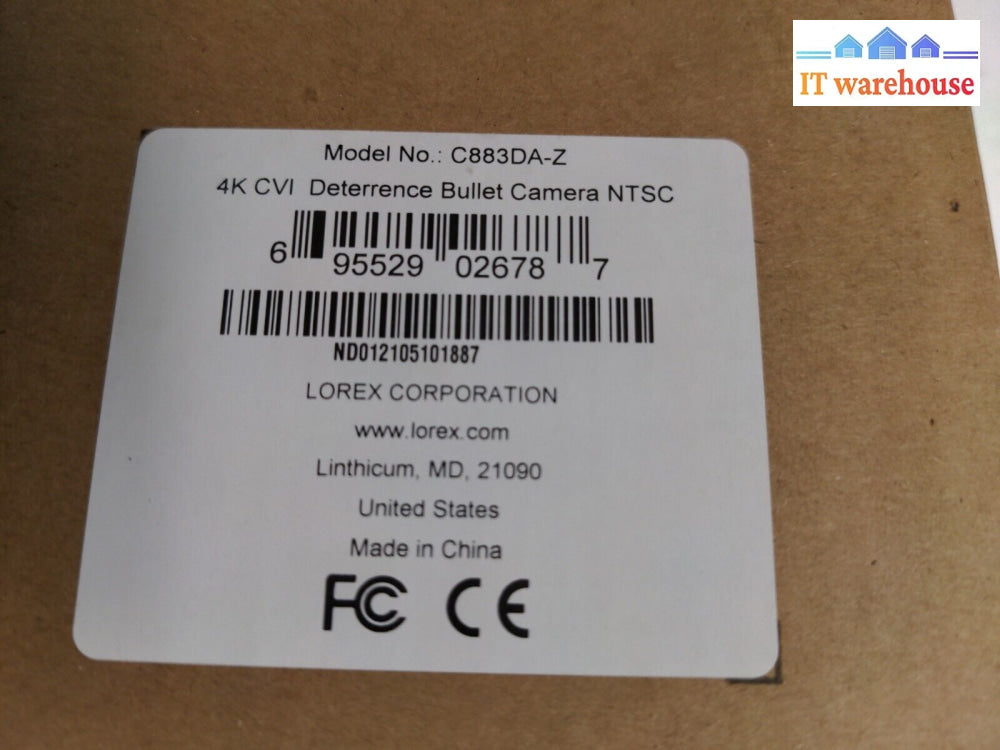 IT warehouse
Model No.: C883DA-Z
4K CVI Deterrence Bullet Camera NTSC
6 95529 02678 7
ND012105101887
LOREX CORPORATION
www.lorex.com
Linthicum, MD, 21090
United States
Made in China
FC CE